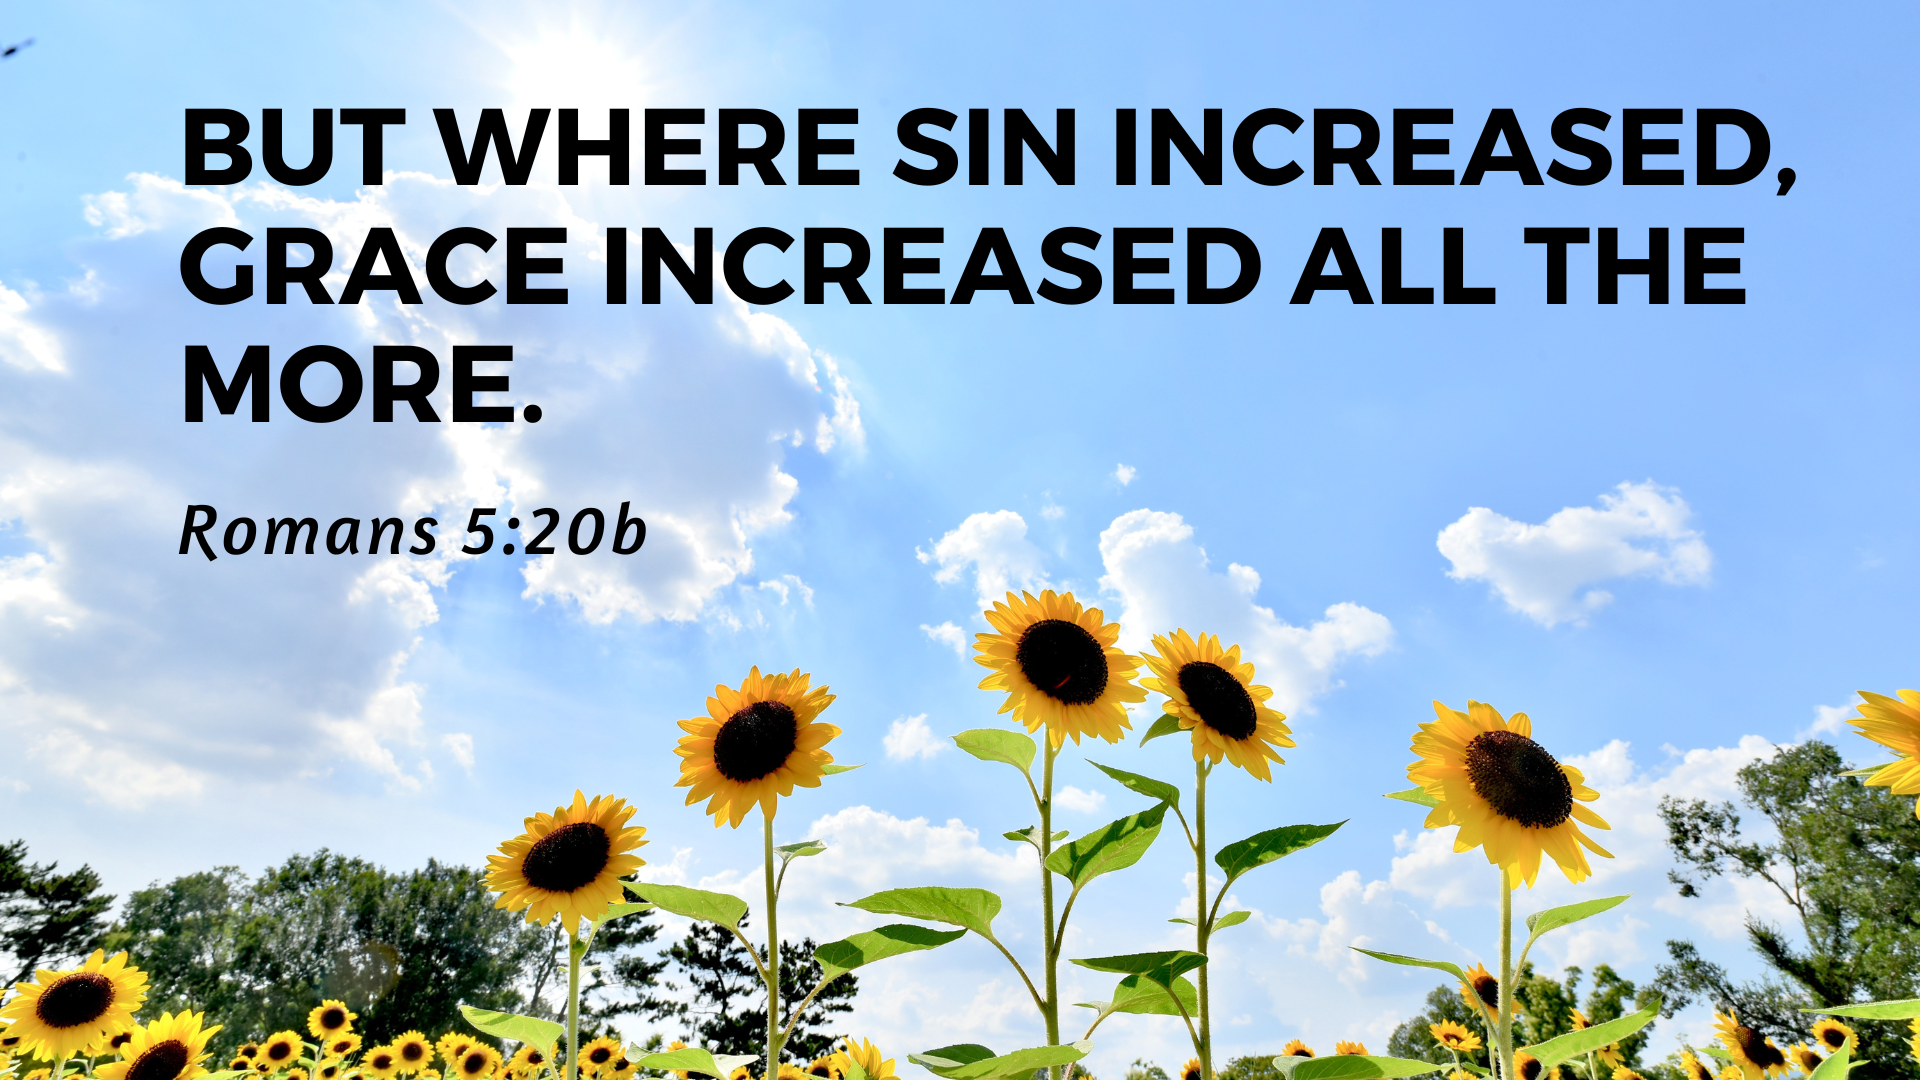 BUT WHERE SIN INCREASED,
GRACE INCREASED ALL THE
MORE.
Romans 5:20b